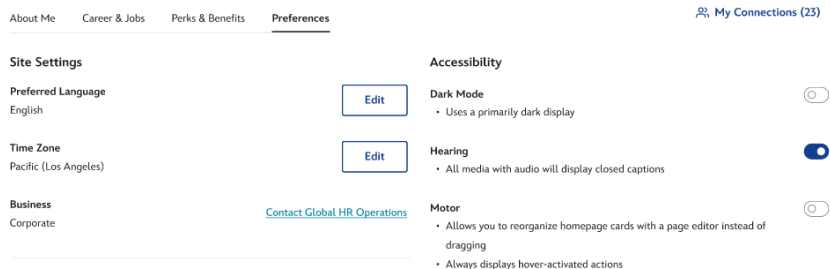 About Me Career & Jobs Perks & Benefits Preferences
My Connections (23)
Site Settings
Preferred Language
English
Edit
Time Zone
Pacific (Los Angeles)
Edit
Business
Corporate
Contact Global HR Operations
Accessibility
Dark Mode
• Uses a primarily dark display
Hearing
• All media with audio will display closed captions
Motor
• Allows you to reorganize homepage cards with a page editor instead of
dragging
• Always displays hover-activated actions